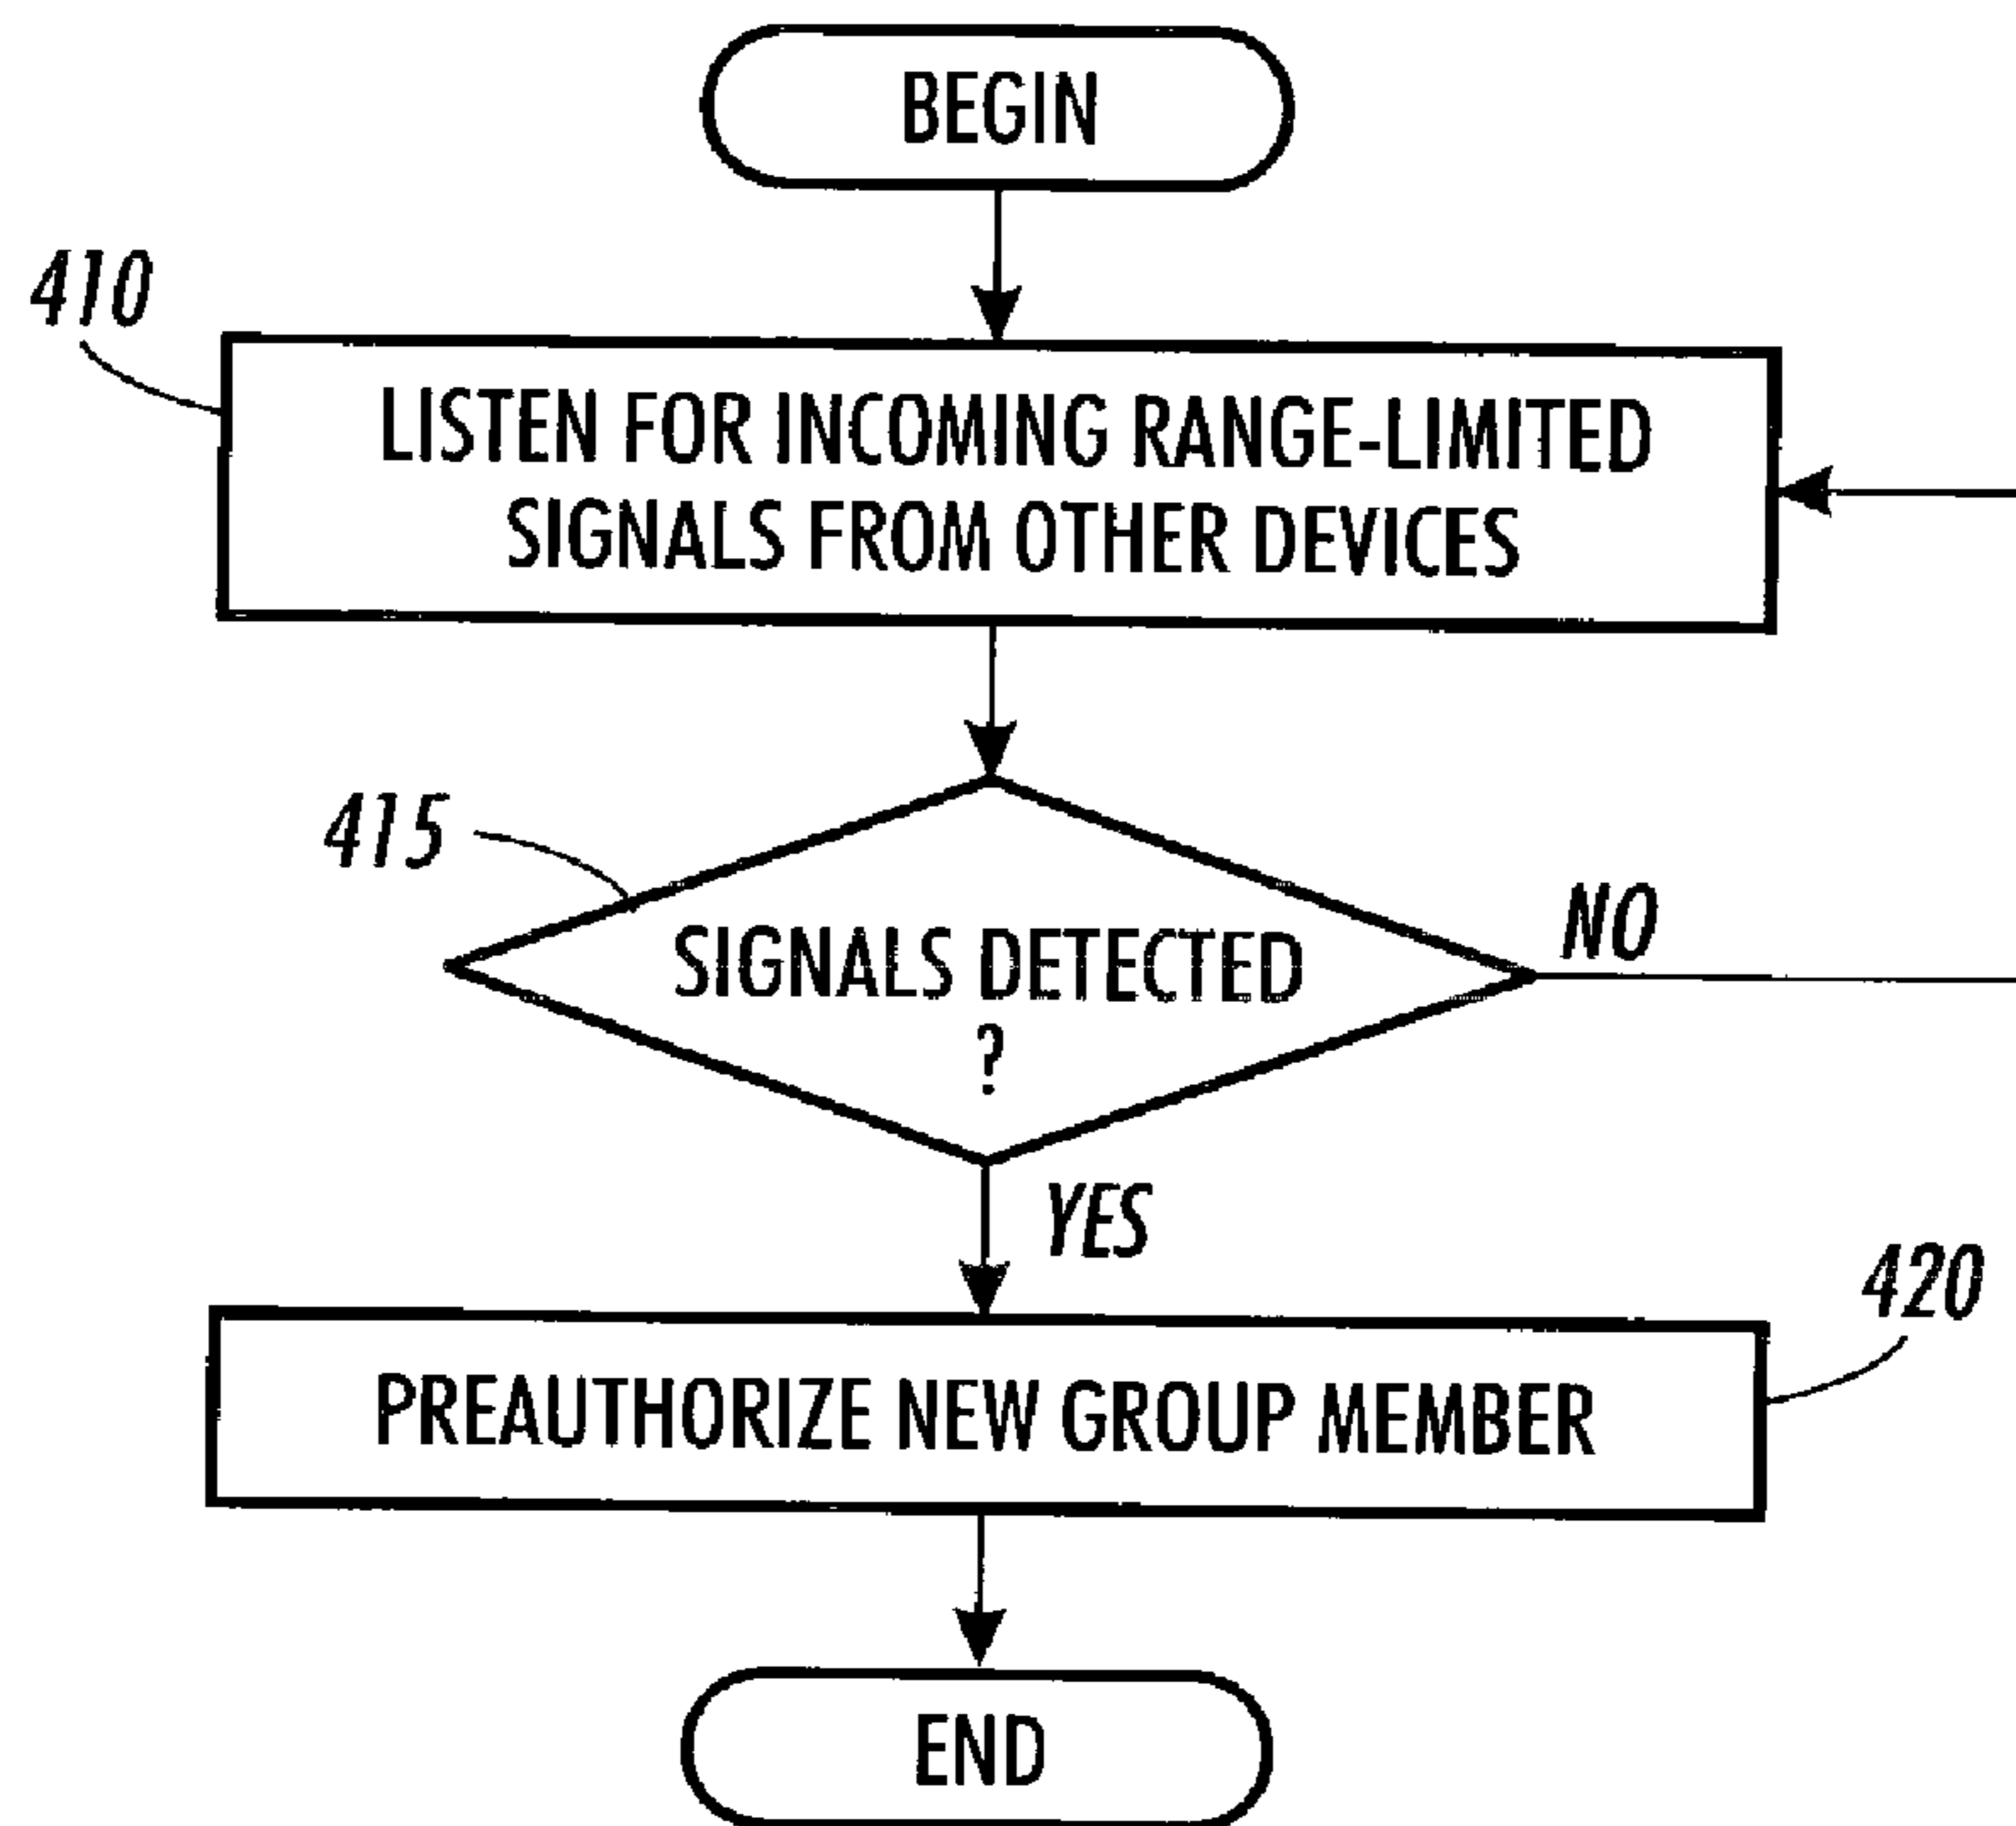 BEGIN
410
LISTEN FOR INCOMING RANGE-LIMITED
SIGNALS FROM OTHER DEVICES
415
SIGNALS DETECTED
?
NO
YES
420
PREAUTHORIZE NEW GROUP MEMBER
END